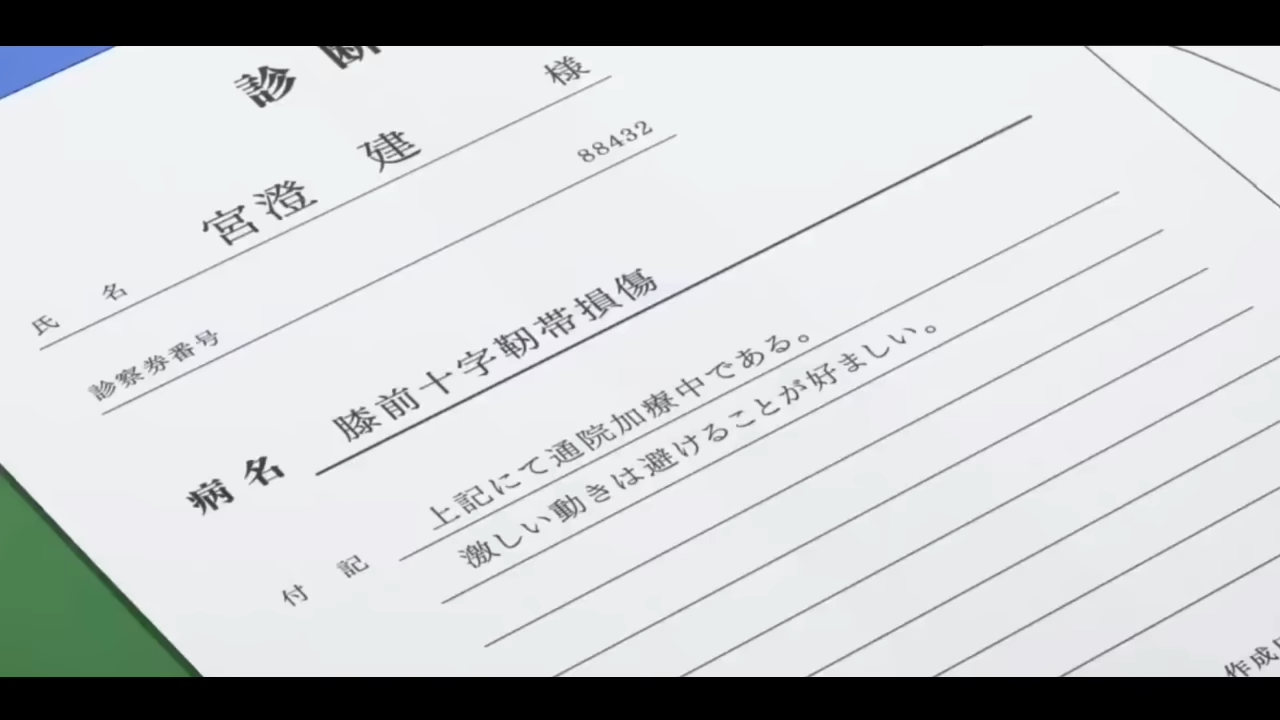 診断
氏名 宮澄 建 様
診察券番号 88432
病名 膝前十字靭帯損傷
付記 上記にて通院加療中である。
激しい動きは避けることが好ましい。
作成